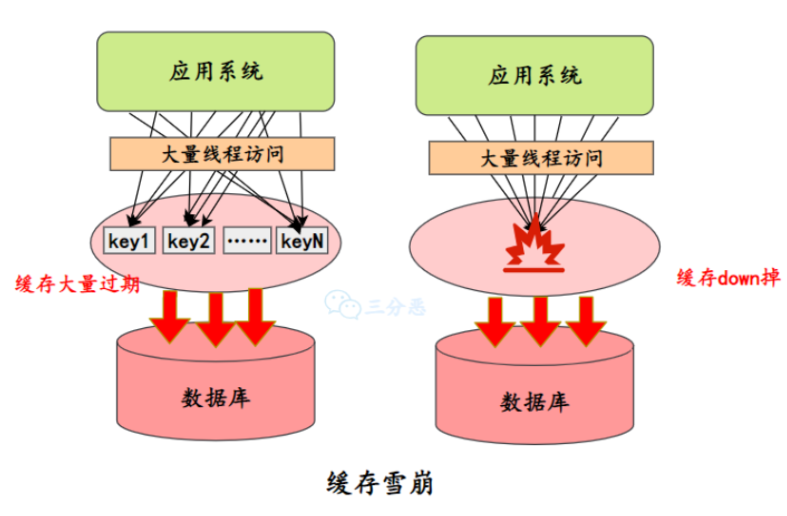 应用系统
大量线程访问
key1 key2 …… keyN
缓存大量过期
数据库
应用系统
大量线程访问
缓存down掉
数据库
三分恶
缓存雪崩